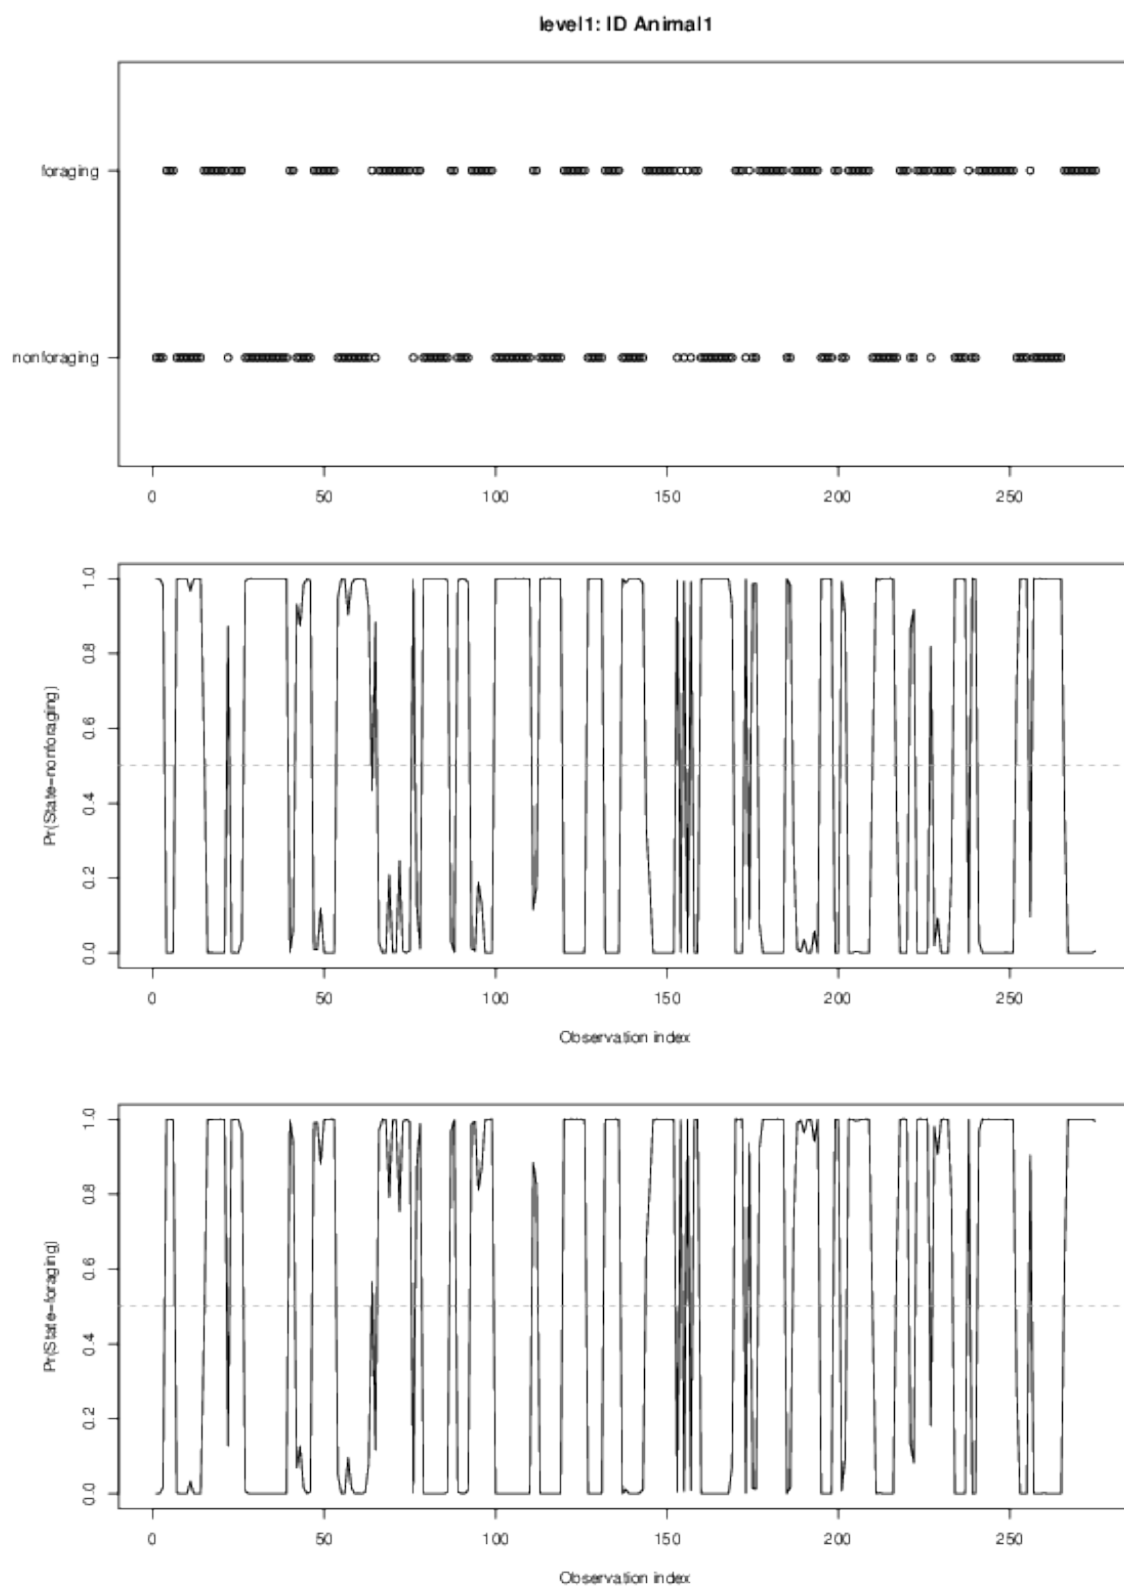 level1: ID Animal1
foraging
nonforaging
0 50 100 150 200 250
Pr(State=nonforaging)
1.0
0.8
0.6
0.4
0.2
0.0
0 50 100 150 200 250
Observation index
Pr(State=foraging)
1.0
0.8
0.6
0.4
0.2
0.0
0 50 100 150 200 250
Observation index